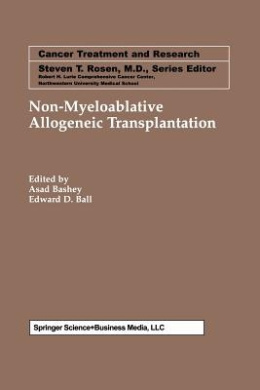 Cancer Treatment and Research
Steven T. Rosen, M.D., Series Editor
Robert H. Lurie Comprehensive Cancer Center,
Northwestern University Medical School
Non-Myeloablative
Allogeneic Transplantation
Edited by
Asad Bashey
Edward D. Ball
Springer Science+Business Media, LLC